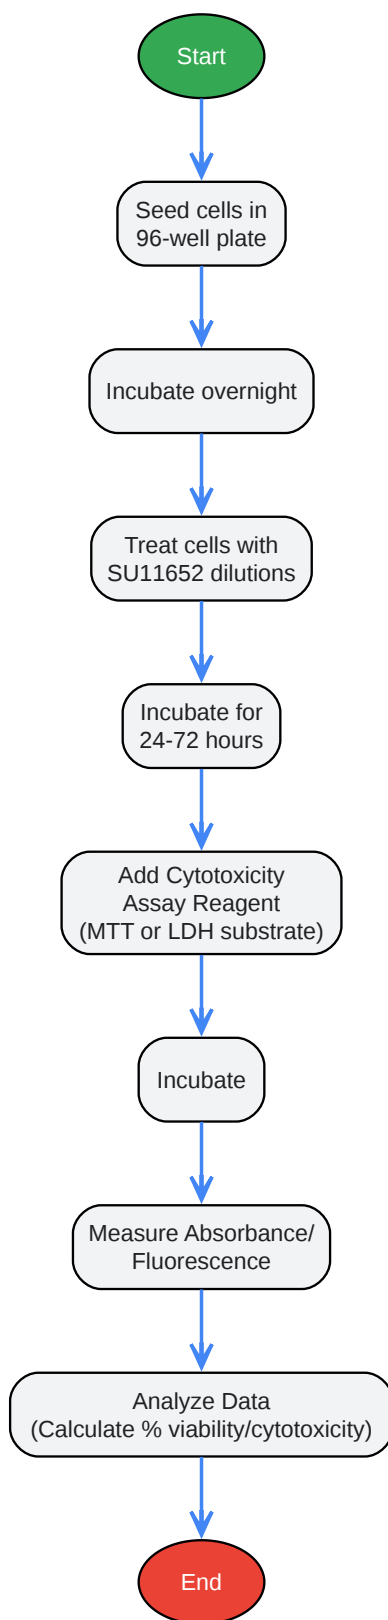 Start
Seed cells in
96-well plate
Incubate overnight
Treat cells with
SU11652 dilutions
Incubate for
24-72 hours
Add Cytotoxicity
Assay Reagent
(MTT or LDH substrate)
Incubate
Measure Absorbance/
Fluorescence
Analyze Data
(Calculate % viability/cytotoxicity)
End